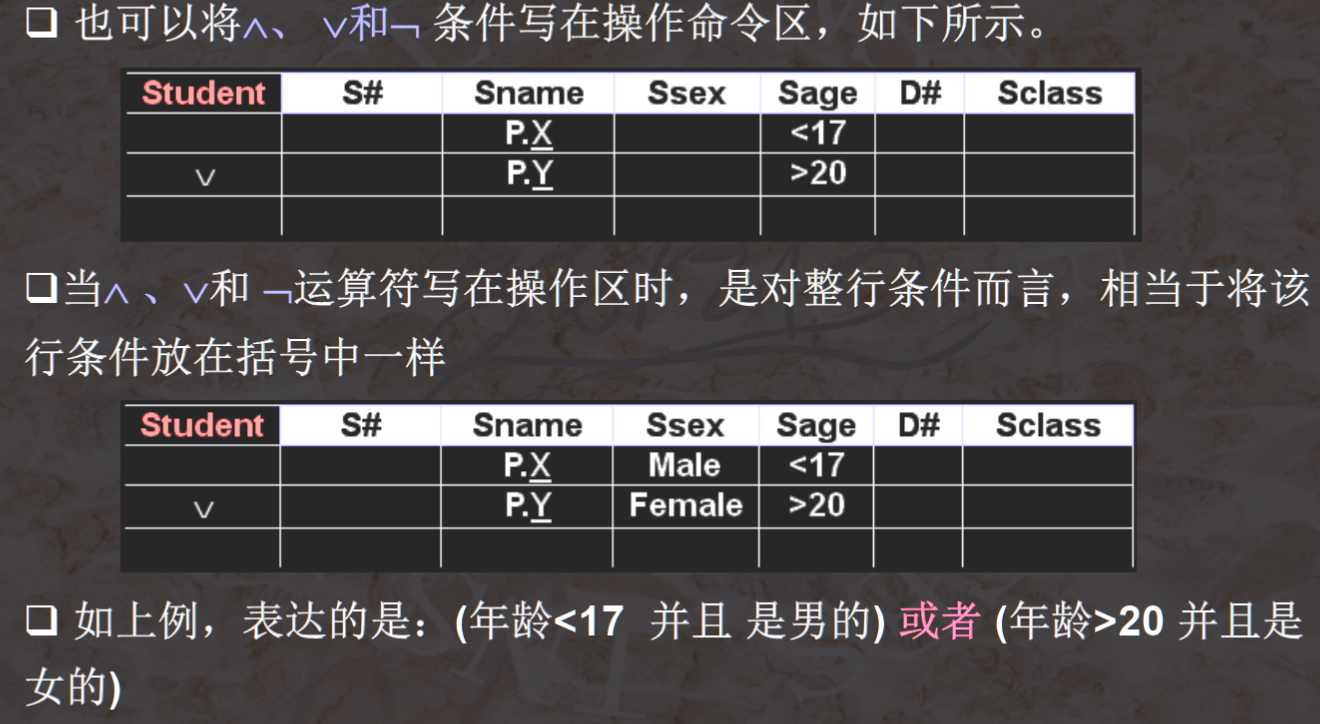 ❑ 也可以将∧、 ∨和¬ 条件写在操作命令区，如下所示。
Student S# Sname Ssex Sage D# Sclass
P.X <17
∨ P.Y >20
❑当∧ 、∨和 ¬运算符写在操作区时，是对整行条件而言，相当于将该
行条件放在括号中一样
Student S# Sname Ssex Sage D# Sclass
P.X Male <17
∨ P.Y Female >20
❑ 如上例，表达的是：(年龄<17 并且 是男的) 或者 (年龄>20 并且是
女的)